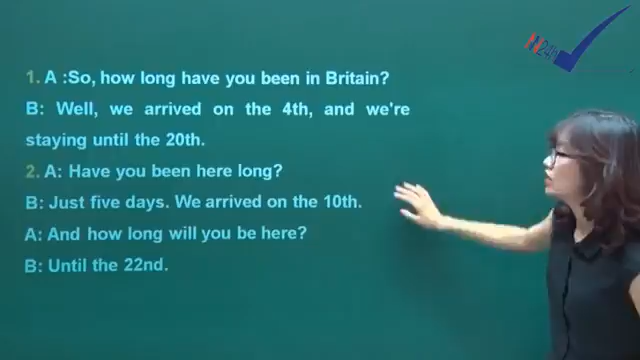 H24h
1. A :So, how long have you been in Britain?
B: Well, we arrived on the 4th, and we're
staying until the 20th.
2. A: Have you been here long?
B: Just five days. We arrived on the 10th.
A: And how long will you be here?
B: Until the 22nd.